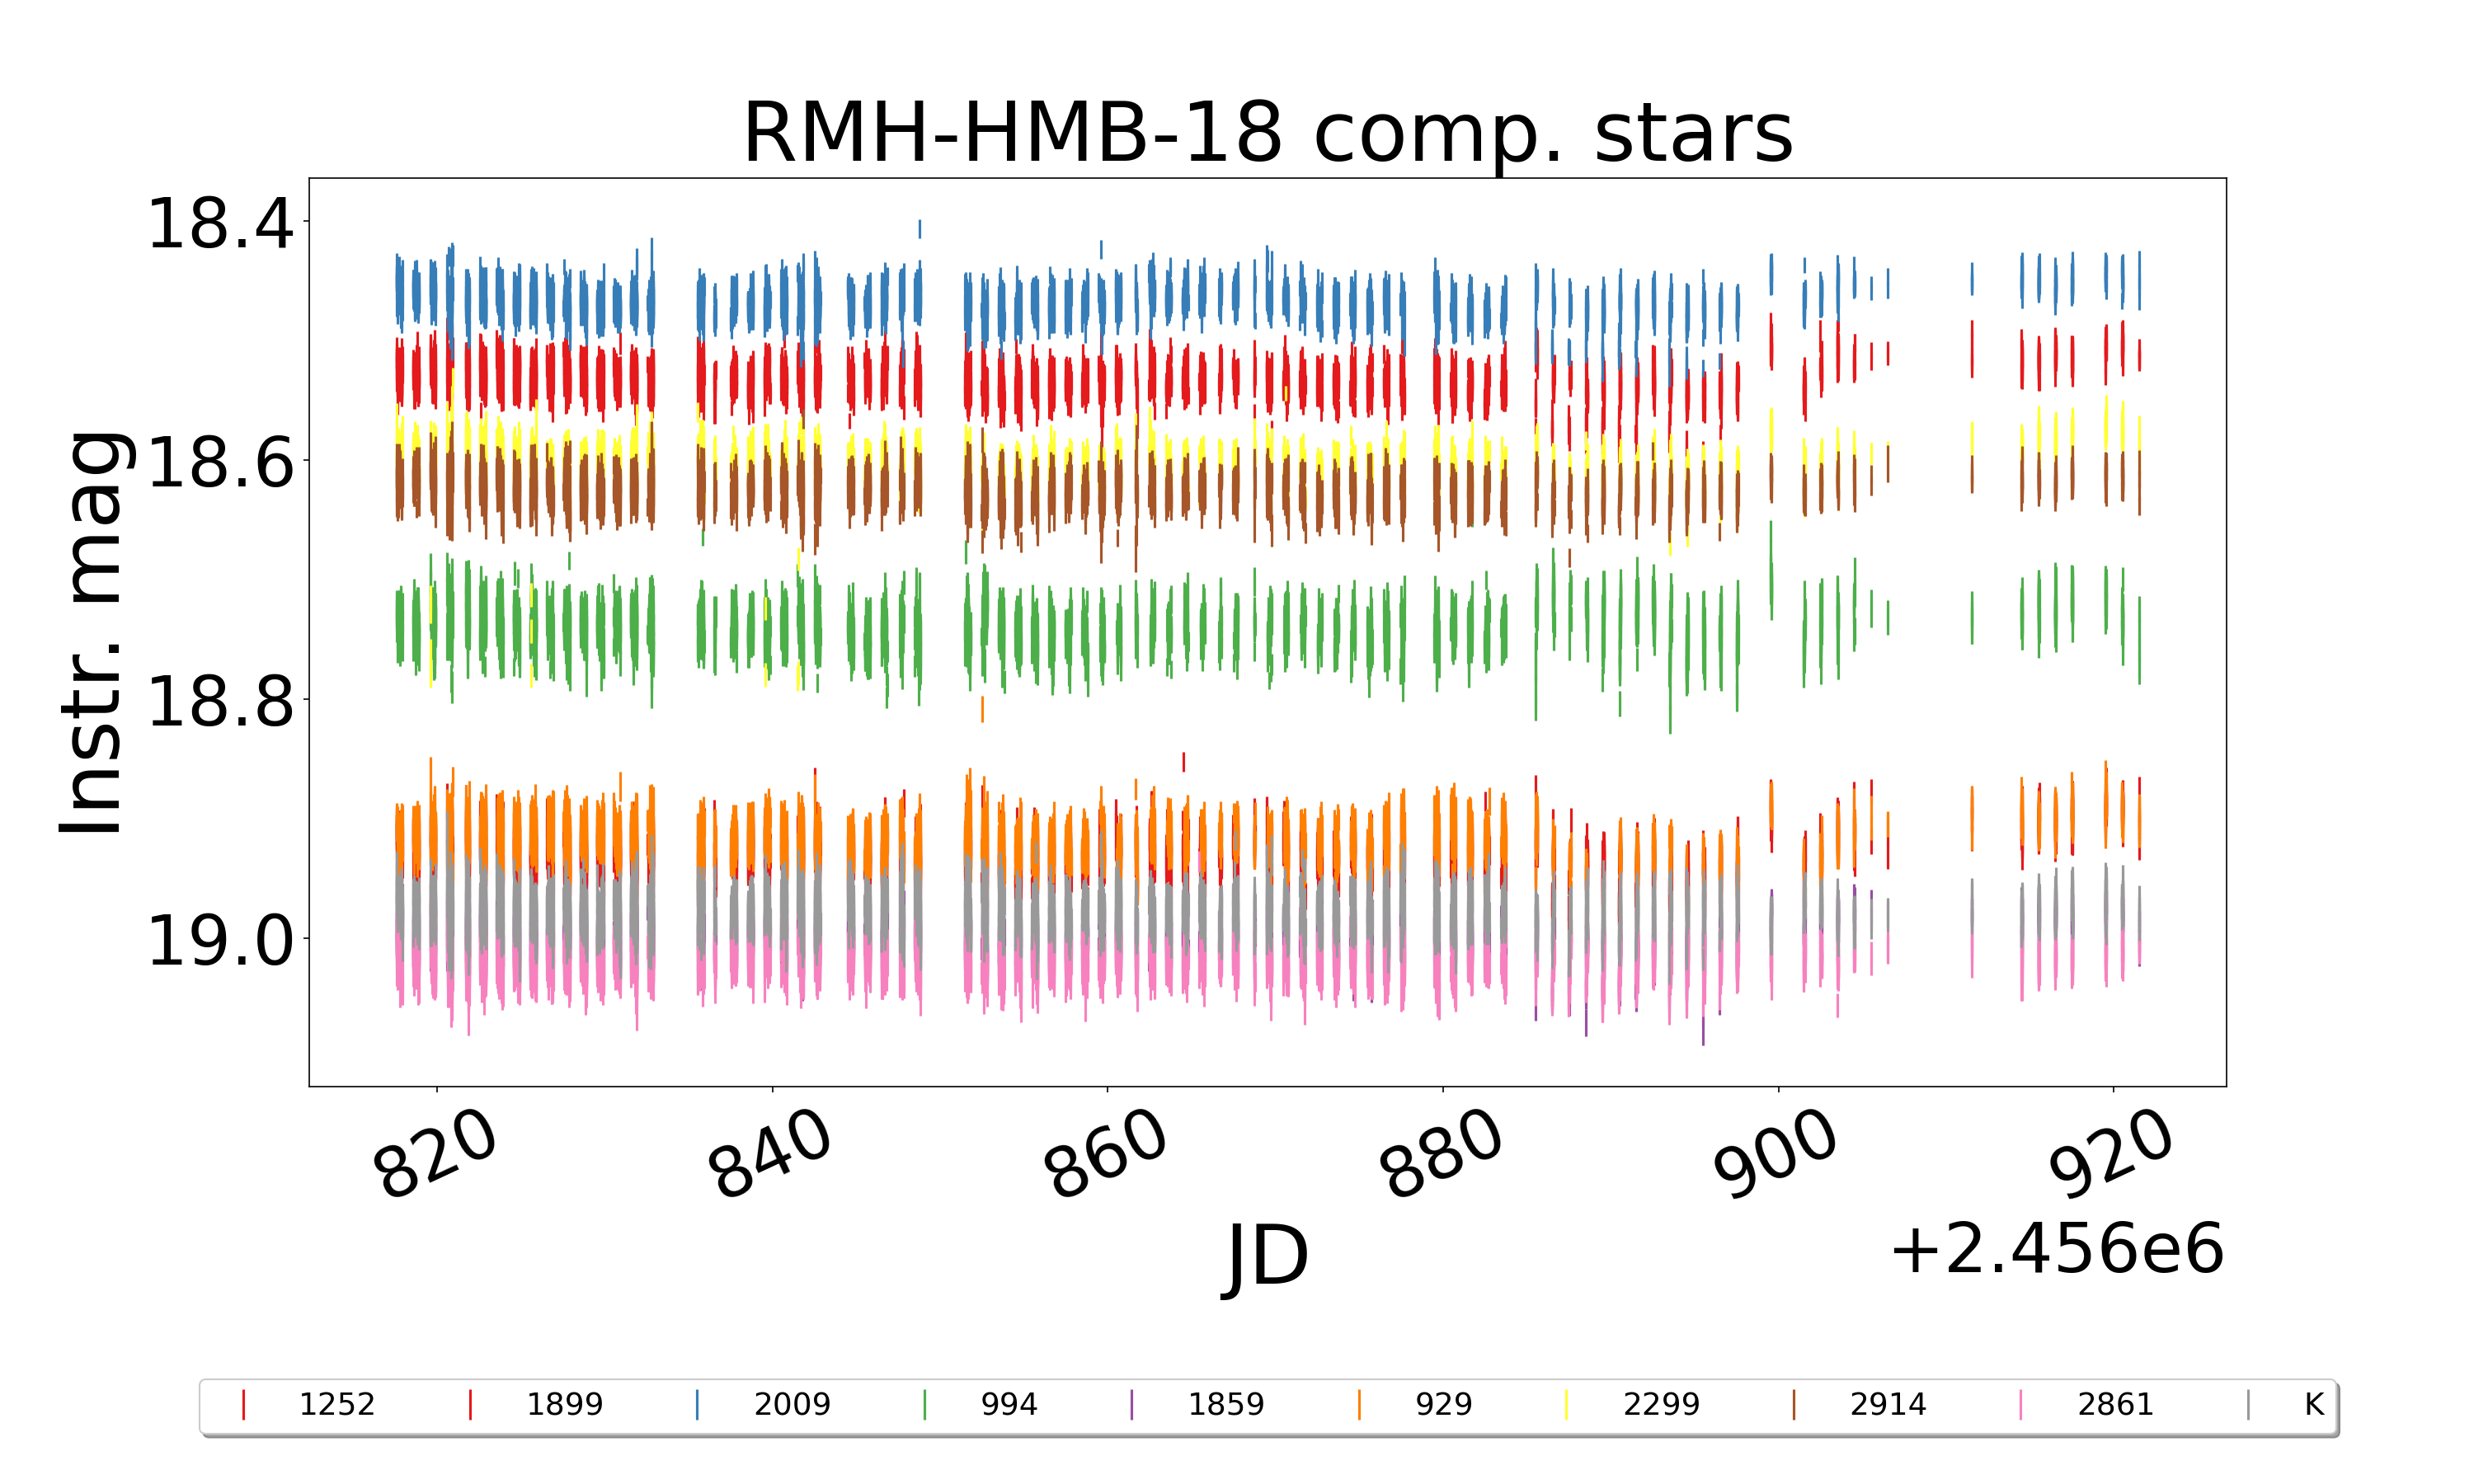 RMH-HMB-18 comp. stars
18.4
18.6
18.8
19.0
Instr. mag
820 840 860 880 900 920
JD
+2.456e6
1252 1899 2009 994 1859 929 2299 2914 2861 K